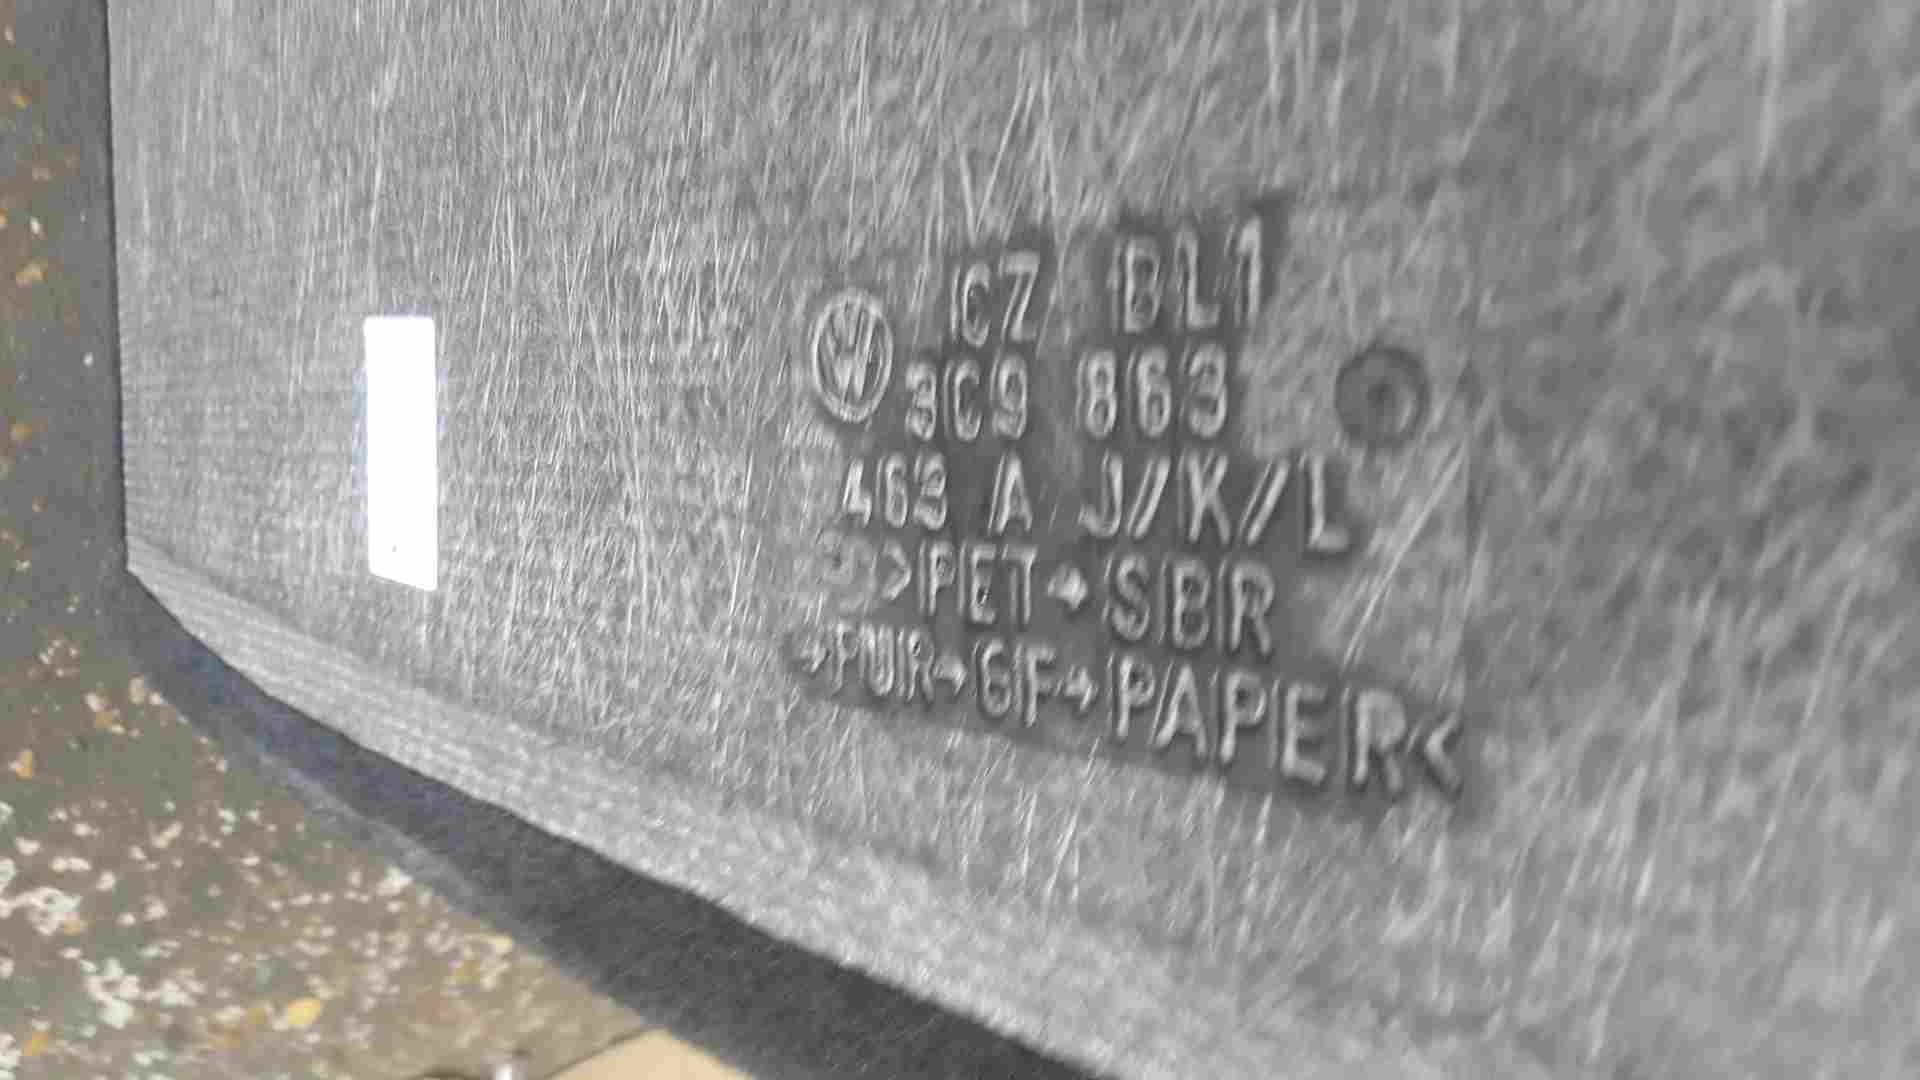 CZ BL1
3C9 863
463 A J/K/L
>PET+SBR
+PUR+GF+PAPER<